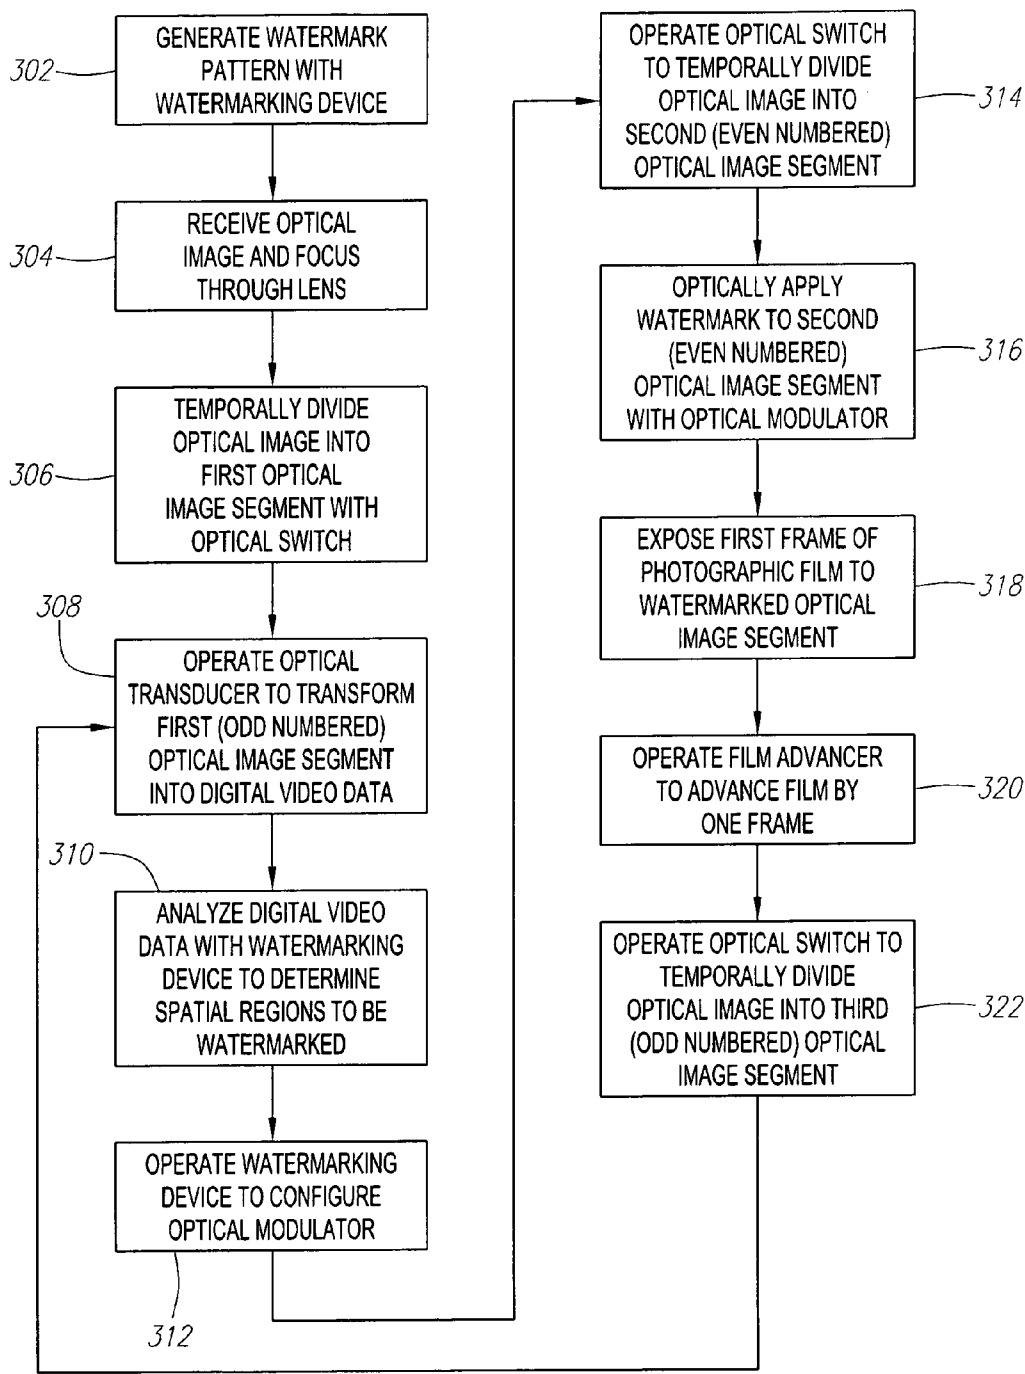 302
GENERATE WATERMARK
PATTERN WITH
WATERMARKING DEVICE
304
RECEIVE OPTICAL
IMAGE AND FOCUS
THROUGH LENS
306
TEMPORALLY DIVIDE
OPTICAL IMAGE INTO
FIRST OPTICAL
IMAGE SEGMENT WITH
OPTICAL SWITCH
308
OPERATE OPTICAL
TRANSDUCER TO TRANSFORM
FIRST (ODD NUMBERED)
OPTICAL IMAGE SEGMENT
INTO DIGITAL VIDEO DATA
310
ANALYZE DIGITAL VIDEO
DATA WITH WATERMARKING
DEVICE TO DETERMINE
SPATIAL REGIONS TO BE
WATERMARKED
OPERATE WATERMARKING
DEVICE TO CONFIGURE
OPTICAL MODULATOR
312
OPERATE OPTICAL SWITCH
TO TEMPORALLY DIVIDE
OPTICAL IMAGE INTO
SECOND (EVEN NUMBERED)
OPTICAL IMAGE SEGMENT
314
OPTICALLY APPLY
WATERMARK TO SECOND
(EVEN NUMBERED)
OPTICAL IMAGE SEGMENT
WITH OPTICAL MODULATOR
316
EXPOSE FIRST FRAME OF
PHOTOGRAPHIC FILM TO
WATERMARKED OPTICAL
IMAGE SEGMENT
318
OPERATE FILM ADVANCER
TO ADVANCE FILM BY
ONE FRAME
320
OPERATE OPTICAL SWITCH TO
TEMPORALLY DIVIDE
OPTICAL IMAGE INTO THIRD
(ODD NUMBERED) OPTICAL
IMAGE SEGMENT
322